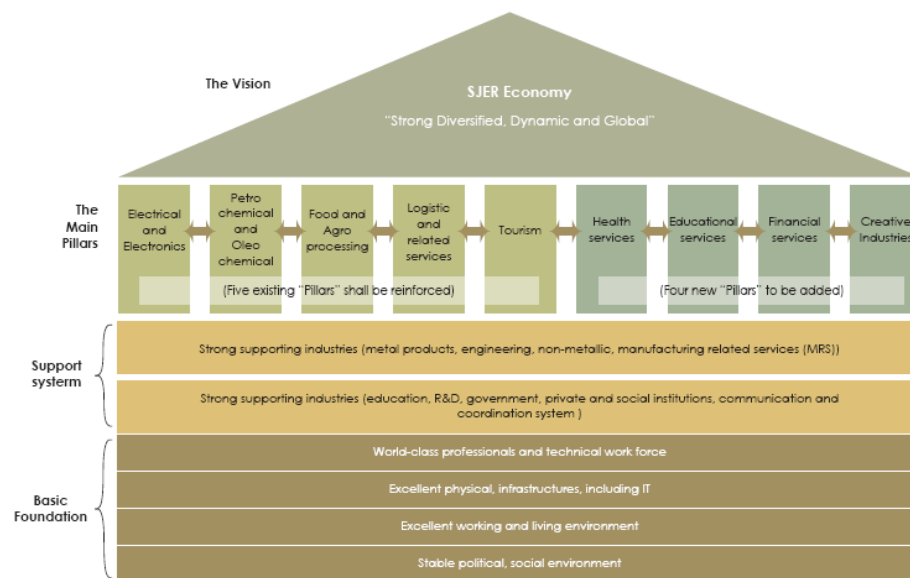 The Vision
SJER Economy
"Strong Diversified, Dynamic and Global"
The
Main
Pillars
Electrical
and
Electronics
Petro
chemical
and
Oleo
chemical
Food and
Agro
processing
Logistic
and
related
services
Tourism
Health
services
Educational
services
Financial
services
Creative
Industries
(Five existing "Pillars" shall be reinforced)
(Four new "Pillars" to be added)
Support
systerm
Strong supporting industries (metal products, engineering, non-metallic, manufacturing related services (MRS))
Strong supporting industries (education, R&D, government, private and social institutions, communication and
coordination system )
Basic
Foundation
World-class professionals and technical work force
Excellent physical, infrastructures, including IT
Excellent working and living environment
Stable political, social environment